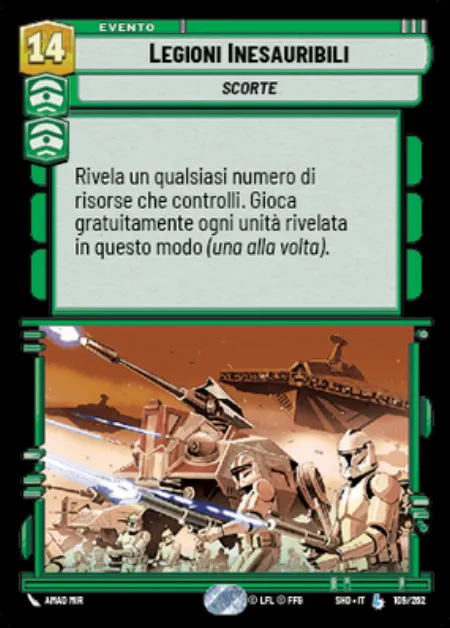 EVENTO
14
LEGIONI INESAURIBILI
SCORTE
Rivela un qualsiasi numero di
risorse che controlli. Gioca
gratuitamente ogni unità rivelata
in questo modo (una alla volta).
AMAD MIR
© LFL © FFG
SHD • IT L 109/262